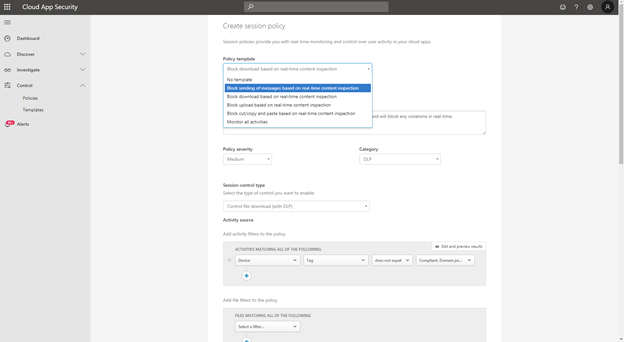 Cloud App Security
Create session policy
Session policies provide you with real-time monitoring and control over user activity in your cloud apps.
Dashboard
Discover
Investigate
Control
Policies
Templates
Alerts
Policy template
Block download based on real-time content inspection
No template
Block sending of messages based on real-time content inspection
Block download based on real-time content inspection
Block upload based on real-time content inspection
Block cut/copy and paste based on real-time content inspection
Monitor all activities
and will block any violations in real-time.
Policy severity
Category
Medium
DLP
Session control type
Select the type of control you want to enable:
Control file download (with DLP)
Activity source
Add activity filters to the policy.
Edit and preview results
ACTIVITIES MATCHING ALL OF THE FOLLOWING
Device
Tag
does not equal
Compliant, Domain jo...
Add file filters to the policy.
FILES MATCHING ALL OF THE FOLLOWING
Select a filter...